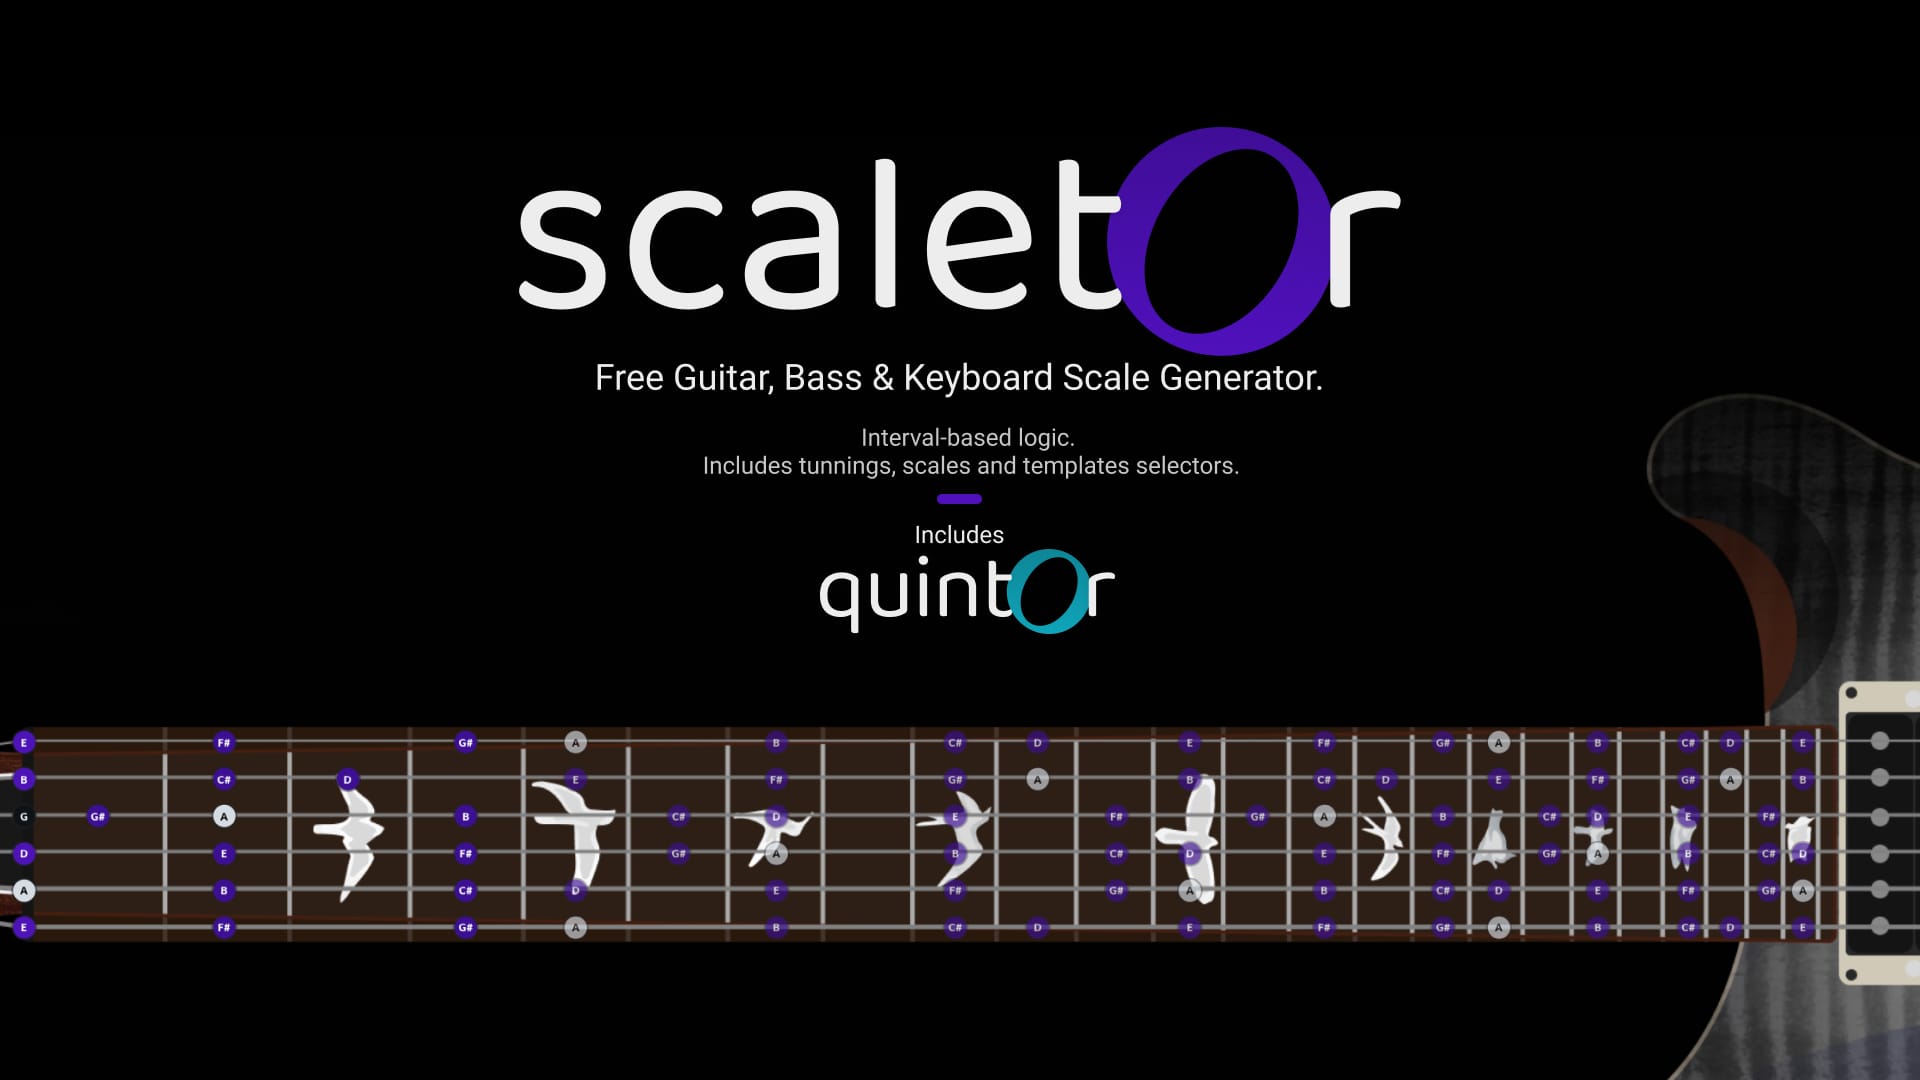 scaletOr
Free Guitar, Bass & Keyboard Scale Generator.
Interval-based logic.
Includes tunnings, scales and templates selectors.
Includes
quintOr
E F# G# A B C# D E F# G# A B C# D E
B C# D E F# G# A B C# D E F# G# A B
G G# A B C# D E F# G# A B C# D E F#
D E F# G# A B C# D E F# G# A B C# D
A B C# D E F# G# A B C# D E F# G# A
E F# G# A B C# D E F# G# A B C# D E